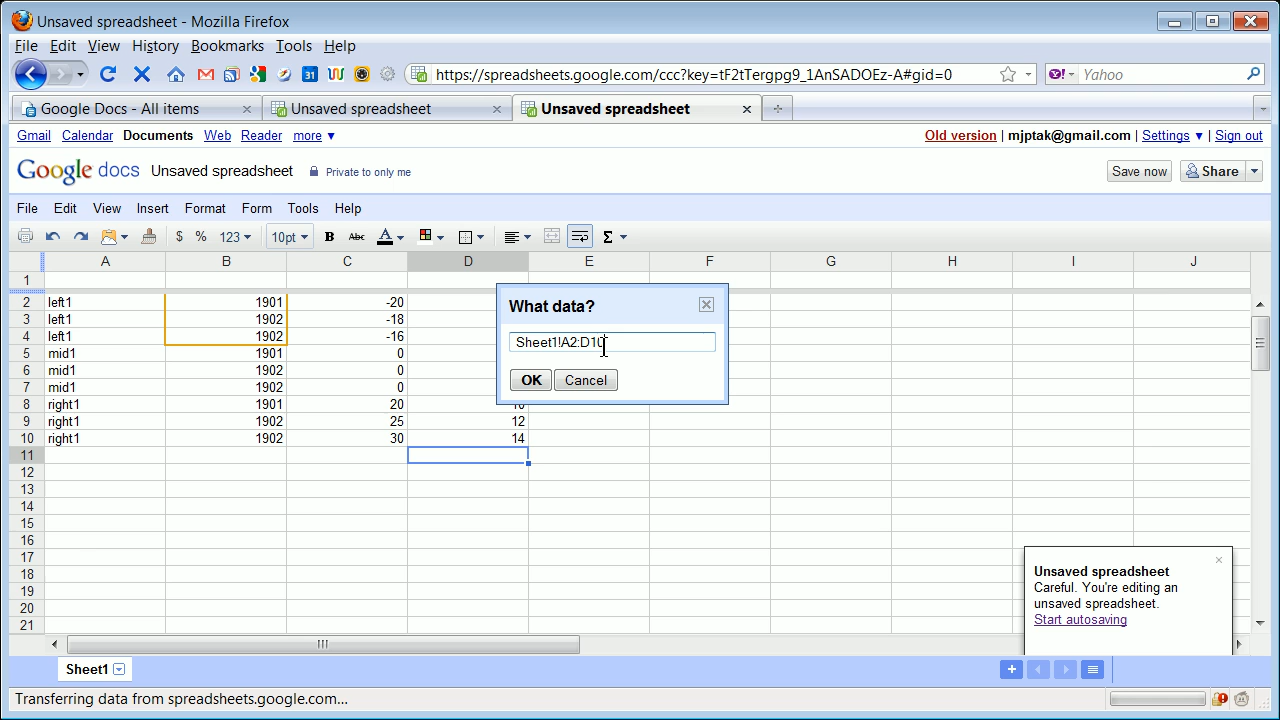 Unsaved spreadsheet - Mozilla Firefox
File Edit View History Bookmarks Tools Help
https://spreadsheets.google.com/ccc?key=tF2tTergpg9_1AnSADOEz-A#gid=0 Yahoo
Google Docs - All items Unsaved spreadsheet Unsaved spreadsheet
Gmail Calendar Documents Web Reader more ▼ Old version | mjptak@gmail.com | Settings ▼ | Sign out
Google docs Unsaved spreadsheet Private to only me Save now Share
File Edit View Insert Format Form Tools Help
$ % 123 10pt B Abc A Σ
A B C D E F G H I J
1
2 left1 1901 -20
3 left1 1902 -18
4 left1 1902 -16
5 mid1 1901 0
6 mid1 1902 0
7 mid1 1902 0
8 right1 1901 20 10
9 right1 1902 25 12
10 right1 1902 30 14
11
12
13
14
15
16
17
18
19
20
21
What data?
Sheet1!A2:D10
OK Cancel
Unsaved spreadsheet
Careful. You're editing an
unsaved spreadsheet.
Start autosaving
Sheet1
Transferring data from spreadsheets.google.com...